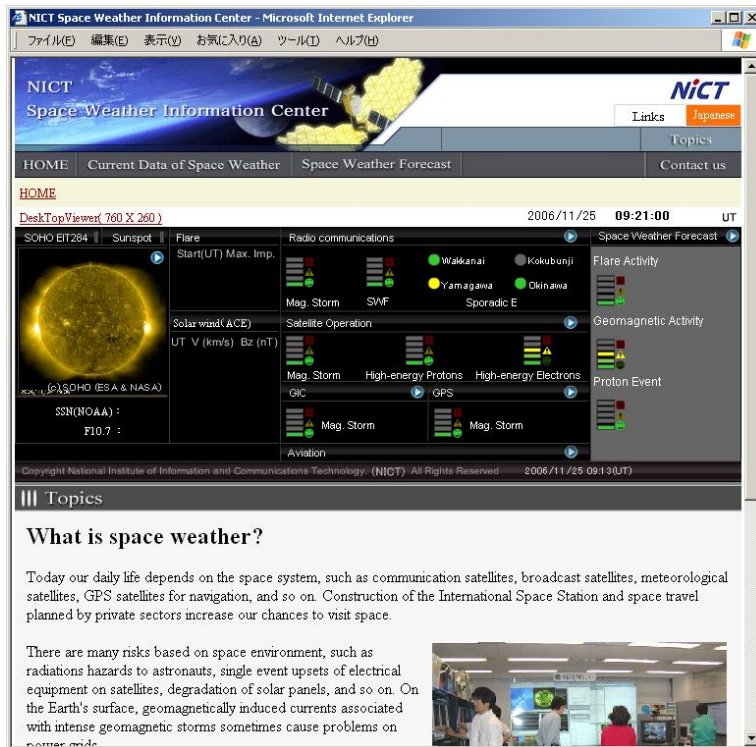 NICT Space Weather Information Center - Microsoft Internet Explorer
ファイル(F) 編集(E) 表示(V) お気に入り(A) ツール(T) ヘルプ(H)
NICT
Space Weather Information Center
NICT
Links Japanese
Topics
HOME Current Data of Space Weather Space Weather Forecast Contact us
HOME
DeskTopViewer( 760 X 260 ) 2006/11/25 09:21:00 UT
SOHO EIT284 Sunspot Flare Radio communications Space Weather Forecast
Start(UT) Max. Imp.
Wakkanai Kokubunji
Flare Activity
Yamagawa Okinawa
Mag. Storm SWF Sporadic E
Solar wind(ACE) Satellite Operation
Geomagnetic Activity
UT V (km/s) Bz (nT)
Mag. Storm High-energy Protons High-energy Electrons
Proton Event
(c)SOHO (ESA & NASA)
GIC GPS
SSN(NOAA) :
Mag. Storm Mag. Storm
F10.7 :
Aviation
Copyright National Institute of Information and Communications Technology. (NICT) All Rights Reserved 2006/11/25 09:13(UT)
Topics
What is space weather?
Today our daily life depends on the space system, such as communication satellites, broadcast satellites, meteorological
satellites, GPS satellites for navigation, and so on. Construction of the International Space Station and space travel
planned by private sectors increase our chances to visit space.
There are many risks based on space environment, such as
radiations hazards to astronauts, single event upsets of electrical
equipment on satellites, degradation of solar panels, and so on. On
the Earth's surface, geomagnetically induced currents associated
with intense geomagnetic storms sometimes cause problems on
power grids